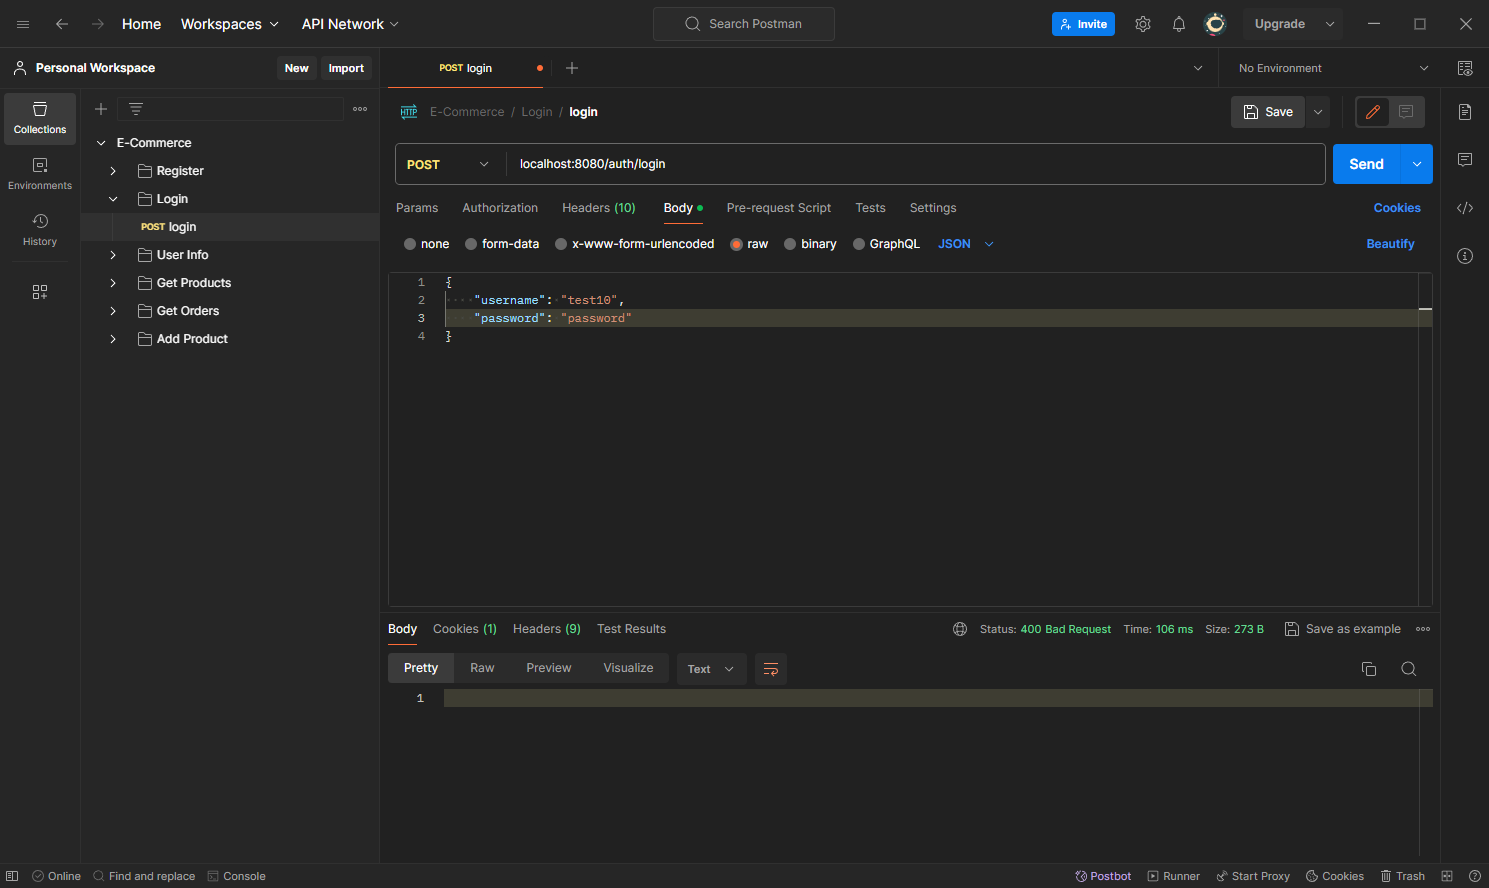 Home Workspaces API Network Search Postman Invite Upgrade
Personal Workspace New Import POST login No Environment
Collections
Environments
History
E-Commerce
Register
Login
POST login
User Info
Get Products
Get Orders
Add Product
HTTP E-Commerce / Login / login Save
POST localhost:8080/auth/login Send
Params Authorization Headers (10) Body Pre-request Script Tests Settings Cookies
none form-data x-www-form-urlencoded raw binary GraphQL JSON Beautify
1 {
2 "username": "test10",
3 "password": "password"
4 }
Body Cookies (1) Headers (9) Test Results Status: 400 Bad Request Time: 106 ms Size: 273 B Save as example
Pretty Raw Preview Visualize Text
1
Online Find and replace Console Postbot Runner Start Proxy Cookies Trash